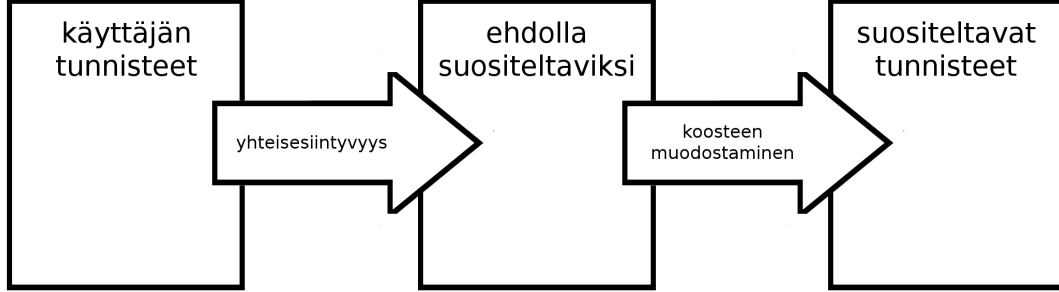 käyttäjän
tunnisteet
yhteisesiintyvyys
ehdolla
suositeltaviksi
koosteen
muodostaminen
suositeltavat
tunnisteet